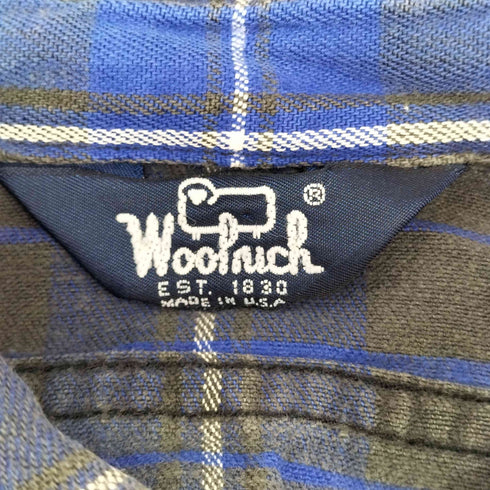 Woolrich ®
EST. 1830
MADE IN U.S.A